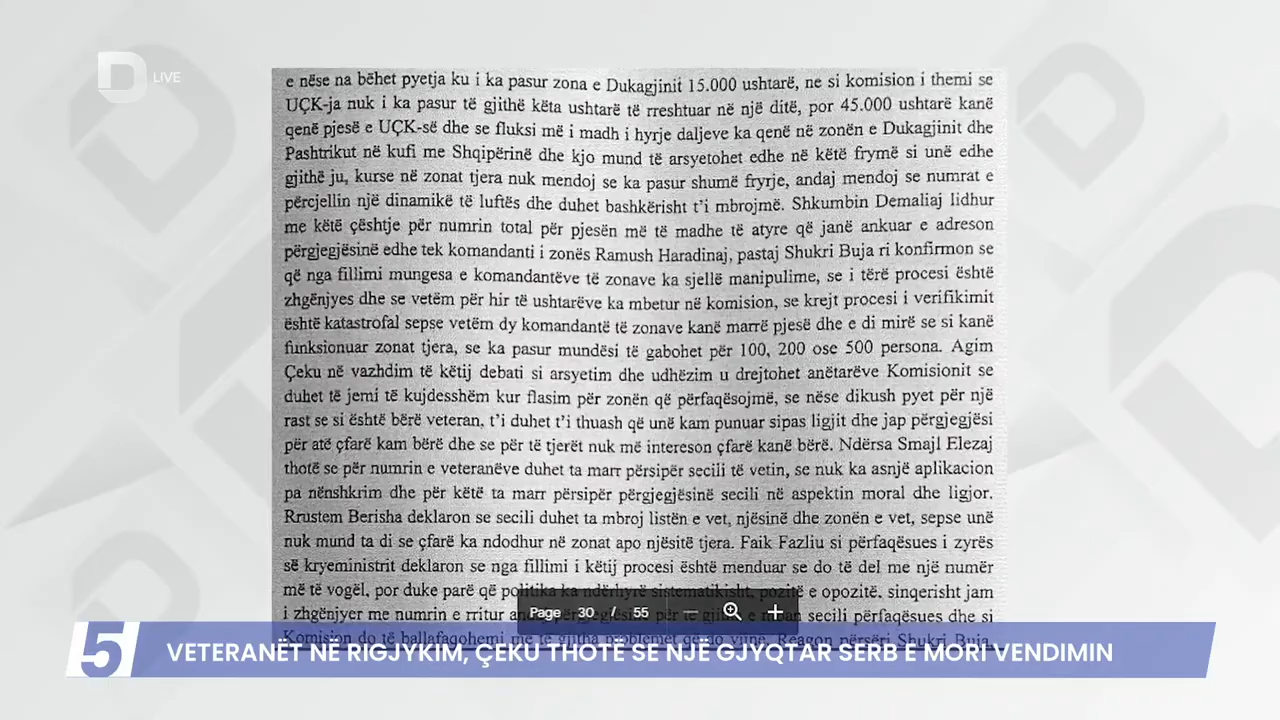 D LIVE
e nëse na bëhet pyetja ku i ka pasur zona e Dukagjinit 15.000 ushtarë, ne si komision i themi se
UÇK-ja nuk i ka pasur të gjithë këta ushtarë të rreshtuar në një ditë, por 45.000 ushtarë kanë
qenë pjesë e UÇK-së dhe se fluksi më i madh i hyrje daljeve ka qenë në zonën e Dukagjinit dhe
Pashtrikut në kufi me Shqipërinë dhe kjo mund të arsyetohet edhe në këtë frymë si unë edhe
gjithë ju, kurse në zonat tjera nuk mendoj se ka pasur shumë fryrje, andaj mendoj se numrat e
përcjellin një dinamikë të luftës dhe duhet bashkërisht t'i mbrojmë. Shkumbin Demaliaj lidhur
me këtë çështje për numrin total për pjesën më të madhe të atyre që janë ankuar e adreson
përgjegjësinë edhe tek komandanti i zonës Ramush Haradinaj, pastaj Shukri Buja ri konfirmon se
që nga fillimi mungesa e komandantëve të zonave ka sjellë manipulime, se i tërë procesi është
zhgënjyes dhe se vetëm për hir të ushtarëve ka mbetur në komision, se krejt procesi i verifikimit
është katastrofal sepse vetëm dy komandantë të zonave kanë marrë pjesë dhe e di mirë se si kanë
funksionuar zonat tjera, se ka pasur mundësi të gabohet për 100, 200 ose 500 persona. Agim
Çeku në vazhdim të këtij debati si arsyetim dhe udhëzim u drejtohet anëtarëve Komisionit se
duhet të jemi të kujdesshëm kur flasim për zonën që përfaqësojmë, se nëse dikush pyet për një
rast se si është bërë veteran, t'i duhet t'i thuash që unë kam punuar sipas ligjit dhe jap përgjegjësi
për atë çfarë kam bërë dhe se për të tjerët nuk më intereson çfarë kanë bërë. Ndërsa Smajl Elezaj
thotë se për numrin e veteranëve duhet ta marr përsipër secili të vetin, se nuk ka asnjë aplikacion
pa nënshkrim dhe për këtë ta marr përsipër përgjegjësinë secili në aspektin moral dhe ligjor.
Rrustem Berisha deklaron se secili duhet ta mbroj listën e vet, njësinë dhe zonën e vet, sepse unë
nuk mund ta di se çfarë ka ndodhur në zonat apo njësitë tjera. Faik Fazliu si përfaqësues i zyrës
së kryeministrit deklaron se nga fillimi i këtij procesi është menduar se do të del me një numër
më të vogël, por duke parë që politika ka ndërhyrë sistematikisht, pozitë e opozitë, sinqerisht jam
i zhgënjyer me numrin e rritur secili përfaqësues dhe si
Komision do të ballafaqohemi me të gjitha problemet që po vijnë. Reagon përsëri Shukri Buja,
Page 30 / 55 — +
5 VETERANËT NË RIGJYKIM, ÇEKU THOTË SE NJË GJYQTAR SERB E MORI VENDIMIN